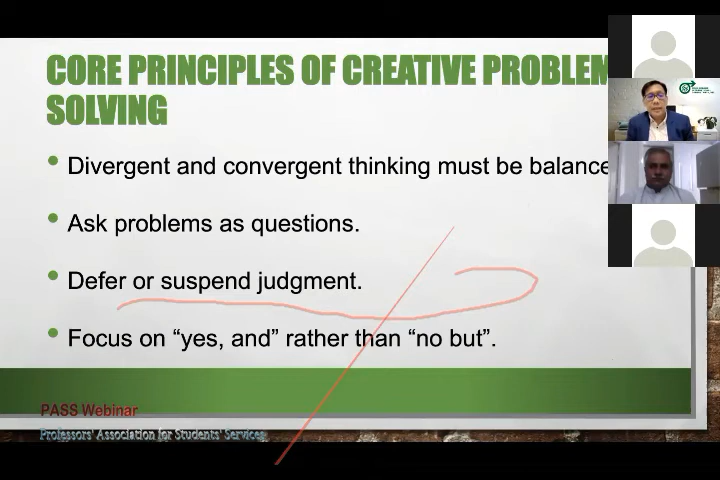 CORE PRINCIPLES OF CREATIVE PROBLEM
SOLVING
Divergent and convergent thinking must be balance
Ask problems as questions.
Defer or suspend judgment.
Focus on “yes, and” rather than “no but”.
PASS Webinar
Professors' Association for Students' Services